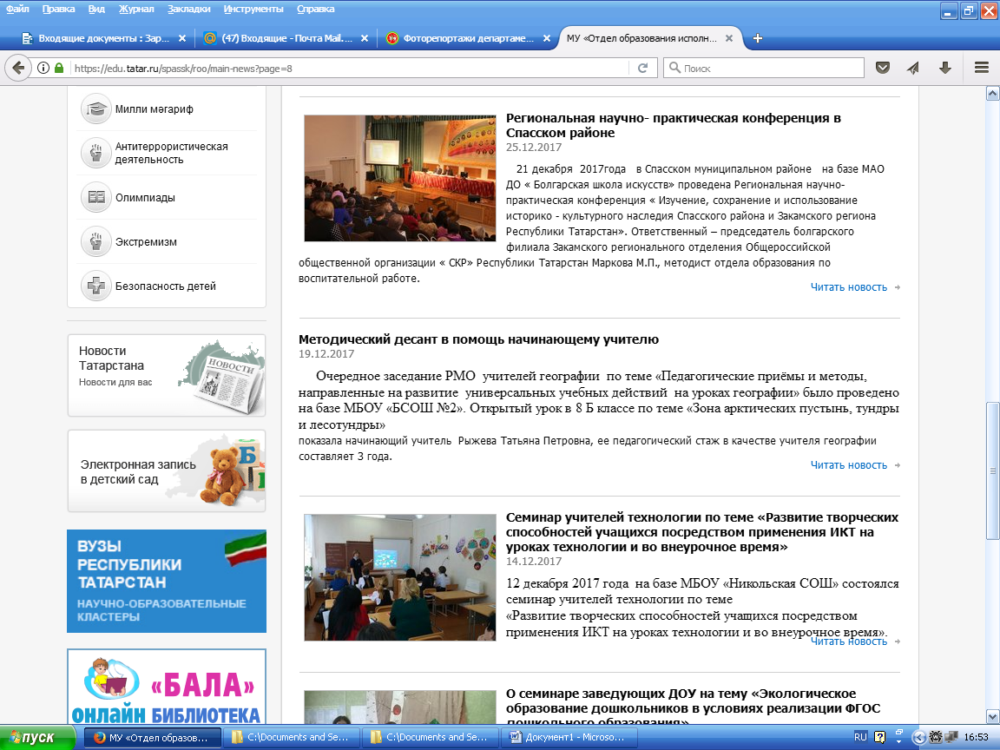 Файл Правка Вид Журнал Закладки Инструменты Справка
Входящие документы : Зар... × (47) Входящие - Почта Mail.... × Фоторепортажи департаме... × МУ «Отдел образования исполн... × +
https://edu.tatar.ru/spassk/roo/main-news?page=8
Поиск
Милли мәгариф
Антитеррористическая
деятельность
Олимпиады
Экстремизм
Безопасность детей
Новости
Татарстана
Новости для вас
НОВОСТИ
Электронная запись
в детский сад
Б
ВУЗЫ
РЕСПУБЛИКИ
ТАТАРСТАН
НАУЧНО-ОБРАЗОВАТЕЛЬНЫЕ
КЛАСТЕРЫ
«БАЛА»
ОНЛАЙН БИБЛИОТЕКА
Региональная научно- практическая конференция в
Спасском районе
25.12.2017
21 декабря 2017года в Спасском муниципальном районе на базе МАО
ДО « Болгарская школа искусств» проведена Региональная научно-
практическая конференция « Изучение, сохранение и использование
историко - культурного наследия Спасского района и Закамского региона
Республики Татарстан». Ответственный – председатель болгарского
филиала Закамского регионального отделения Общероссийской
общественной организации « СКР» Республики Татарстан Маркова М.П., методист отдела образования по
воспитательной работе.
Читать новость
Методический десант в помощь начинающему учителю
19.12.2017
Очередное заседание РМО учителей географии по теме «Педагогические приёмы и методы,
направленные на развитие универсальных учебных действий на уроках географии» было проведено
на базе МБОУ «БСОШ №2». Открытый урок в 8 Б классе по теме «Зона арктических пустынь, тундры
и лесотундры»
показала начинающий учитель Рыжева Татьяна Петровна, ее педагогический стаж в качестве учителя географии
составляет 3 года.
Читать новость
Семинар учителей технологии по теме «Развитие творческих
способностей учащихся посредством применения ИКТ на
уроках технологии и во внеурочное время»
14.12.2017
12 декабря 2017 года на базе МБОУ «Никольская СОШ» состоялся
семинар учителей технологии по теме
«Развитие творческих способностей учащихся посредством
применения ИКТ на уроках технологии и во внеурочное время».
Читать новость
О семинаре заведующих ДОУ на тему «Экологическое
образование дошкольников в условиях реализации ФГОС
дошкольного образования»
пуск МУ «Отдел образов... C:\Documents and Se... C:\Documents and Se... Документ1 - Microso... RU 16:53